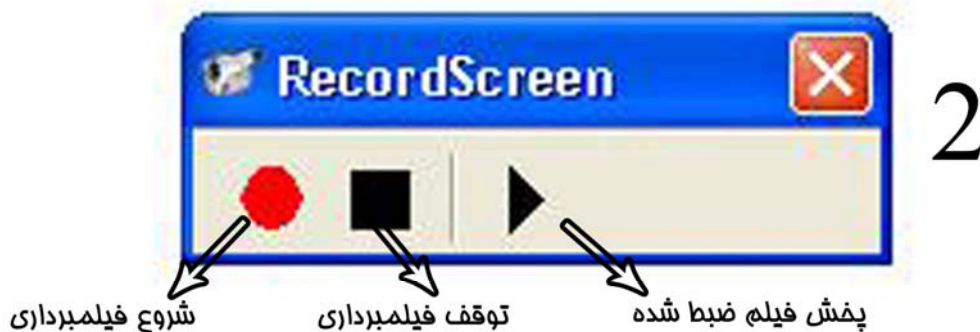 RecordScreen
2
شروع فیلمبرداری
توقف فیلمبرداری
پخش فیلم ضبط شده